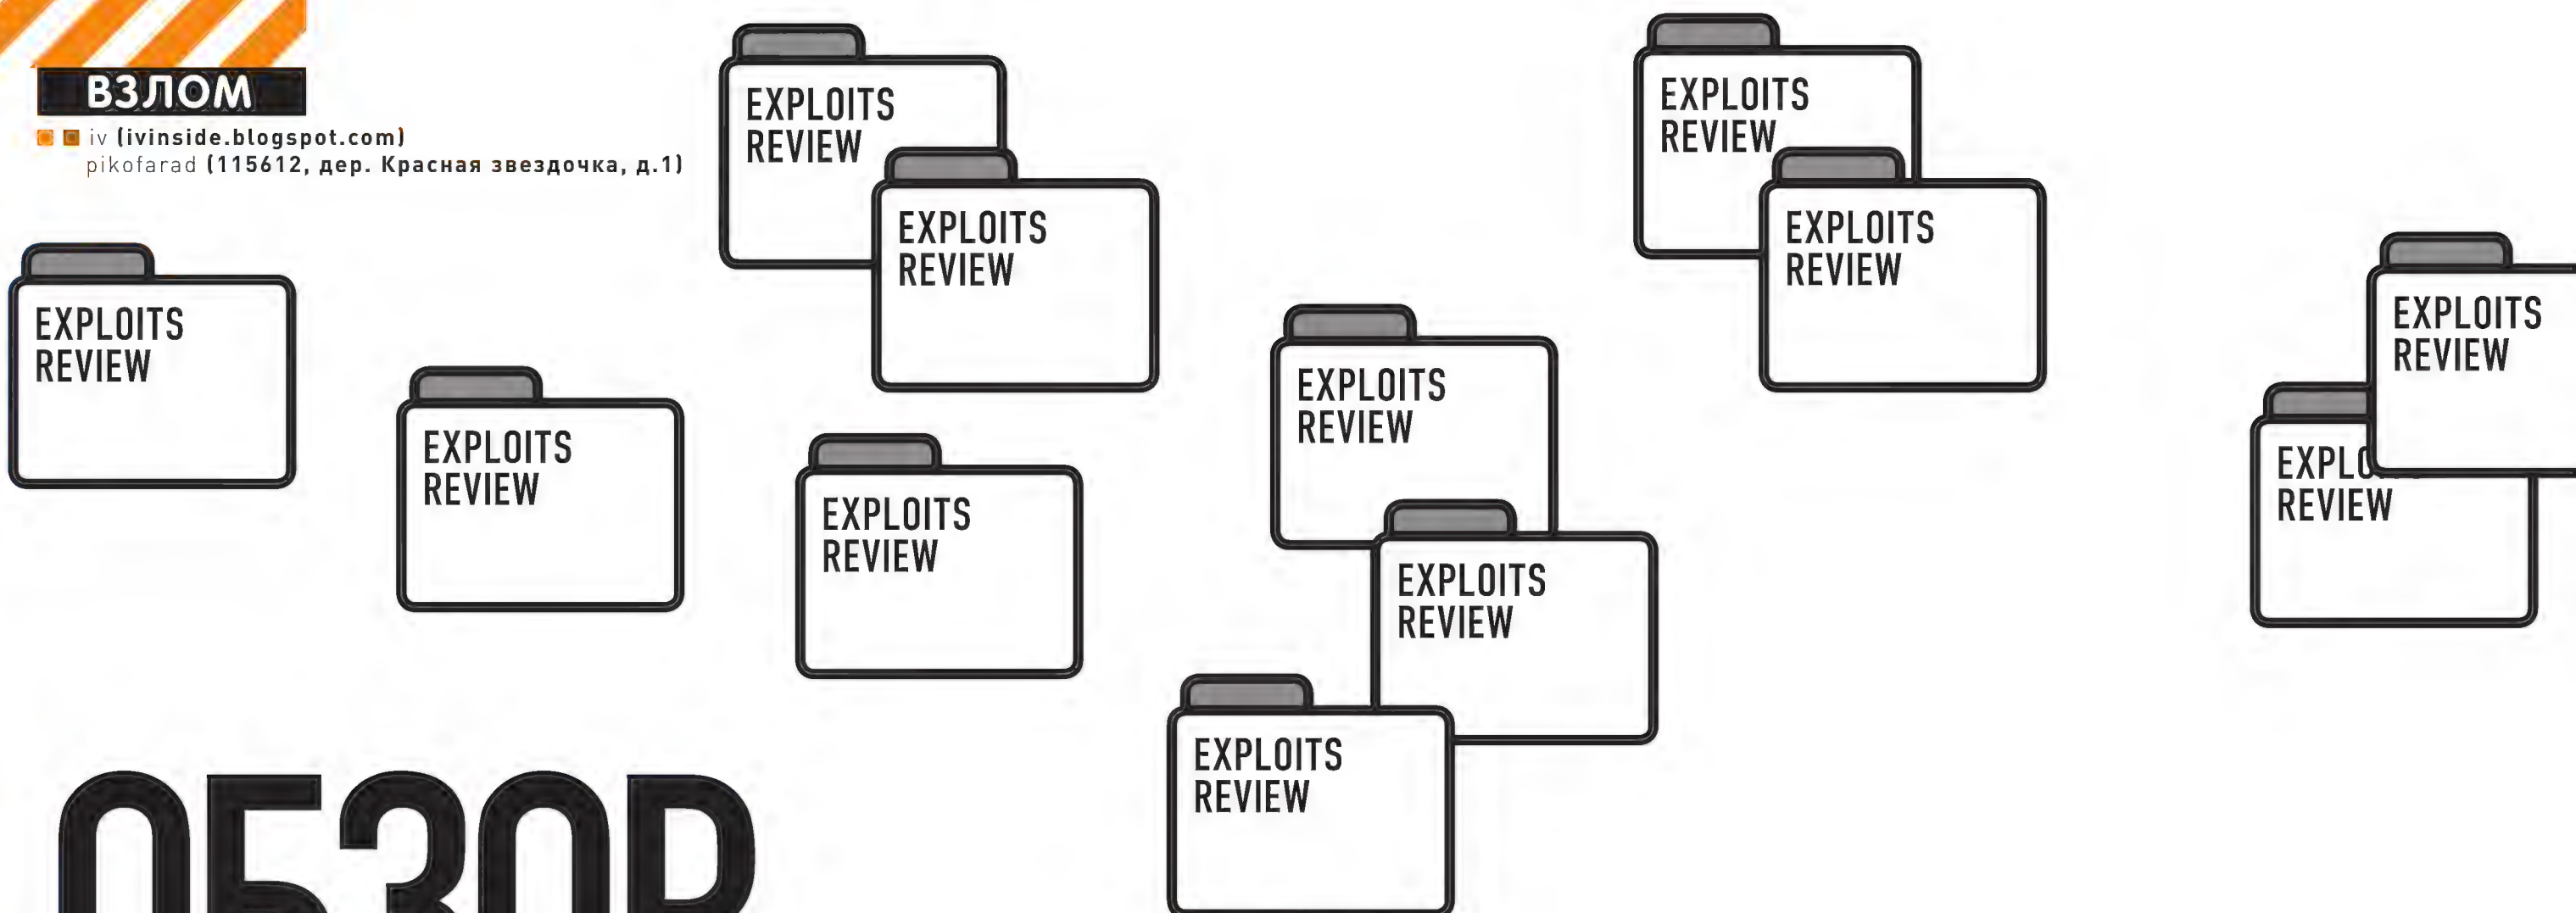 ВЗЛОМ
iv (ivinside.blogspot.com)
pikofarad (115612, дер. Красная звездочка, д.1)
EXPLOITS
REVIEW
EXPLOITS
REVIEW
EXPLOITS
REVIEW
EXPLOITS
REVIEW
EXPLOITS
REVIEW
EXPLOITS
REVIEW
EXPLOITS
REVIEW
EXPLOITS
REVIEW
REVIEW
EXPLOITS
REVIEW
EXPLOITS
REVIEW
EXPLOITS
REVIEW
ОБЗОР